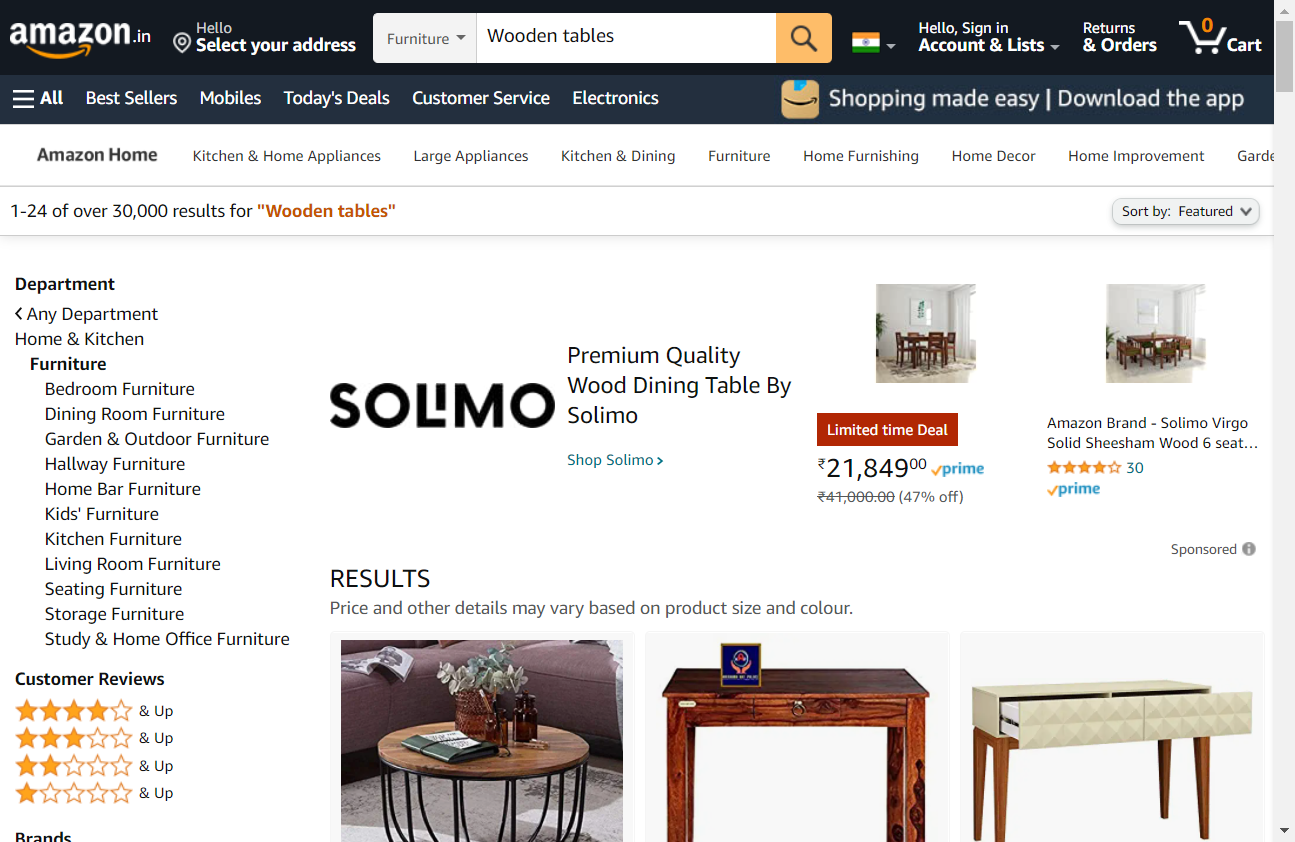 amazon.in
Hello
Select your address
Furniture
Wooden tables
Hello, Sign in
Account & Lists
Returns
& Orders
0
Cart
All
Best Sellers
Mobiles
Today's Deals
Customer Service
Electronics
Shopping made easy | Download the app
Amazon Home
Kitchen & Home Appliances
Large Appliances
Kitchen & Dining
Furniture
Home Furnishing
Home Decor
Home Improvement
Garde
1-24 of over 30,000 results for "Wooden tables"
Sort by: Featured
Department
Any Department
Home & Kitchen
Furniture
Bedroom Furniture
Dining Room Furniture
Garden & Outdoor Furniture
Hallway Furniture
Home Bar Furniture
Kids' Furniture
Kitchen Furniture
Living Room Furniture
Seating Furniture
Storage Furniture
Study & Home Office Furniture
Customer Reviews
& Up
& Up
& Up
& Up
Brands
SOLIMO
Premium Quality
Wood Dining Table By
Solimo
Shop Solimo ›
Limited time Deal
₹21,84900 prime
₹41,000.00 (47% off)
Amazon Brand - Solimo Virgo
Solid Sheesham Wood 6 seat…
30
prime
Sponsored
RESULTS
Price and other details may vary based on product size and colour.